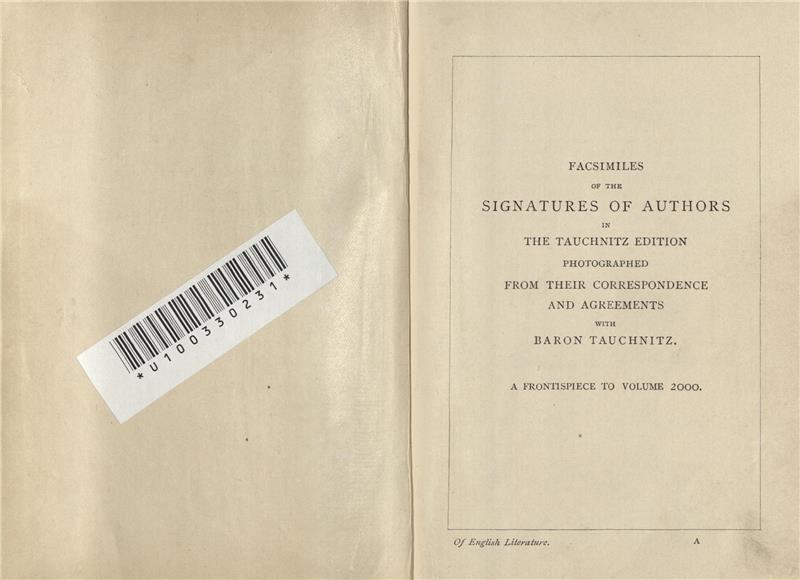 *U100330231*
FACSIMILES
OF THE
SIGNATURES OF AUTHORS
IN
THE TAUCHNITZ EDITION
PHOTOGRAPHED
FROM THEIR CORRESPONDENCE
AND AGREEMENTS
WITH
BARON TAUCHNITZ.
A FRONTISPIECE TO VOLUME 2000.
Of English Literature. A